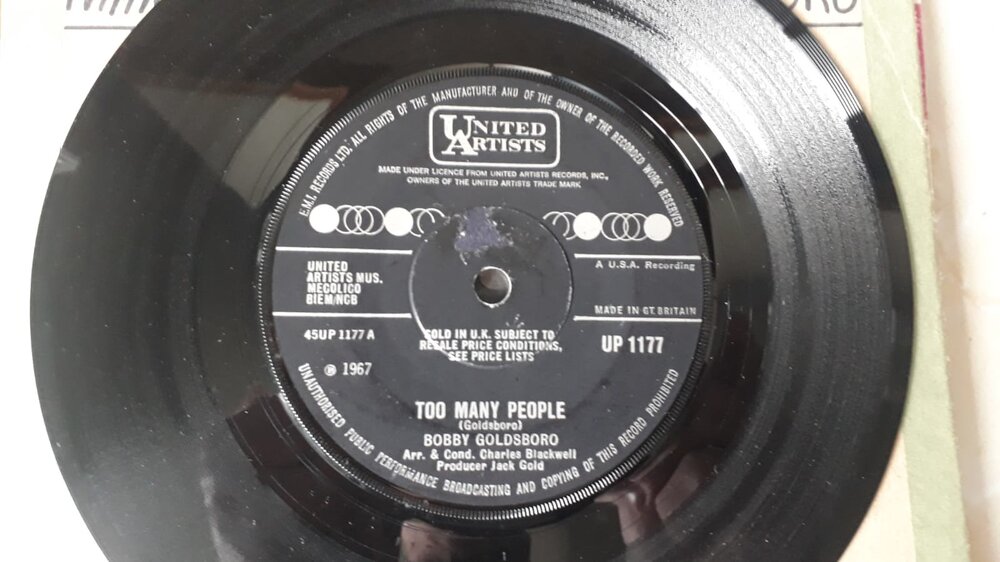 E.M.I. RECORDS LTD. ALL RIGHTS OF THE MANUFACTURER AND OF THE OWNER OF THE RECORDED WORK RESERVED
UNITED
ARTISTS
MADE UNDER LICENCE FROM UNITED ARTISTS RECORDS, INC.,
OWNERS OF THE UNITED ARTISTS TRADE MARK
UNITED
ARTISTS MUS.
MECOLICO
BIEM/NCB
A U.S.A. Recording
MADE IN GT. BRITAIN
45UP 1177 A
SOLD IN U.K. SUBJECT TO
RESALE PRICE CONDITIONS,
SEE PRICE LISTS
UP 1177
℗ 1967
TOO MANY PEOPLE
(Goldsboro)
BOBBY GOLDSBORO
Arr. & Cond. Charles Blackwell
Producer Jack Gold
UNAUTHORISED PUBLIC PERFORMANCE BROADCASTING AND COPYING OF THIS RECORD PROHIBITED